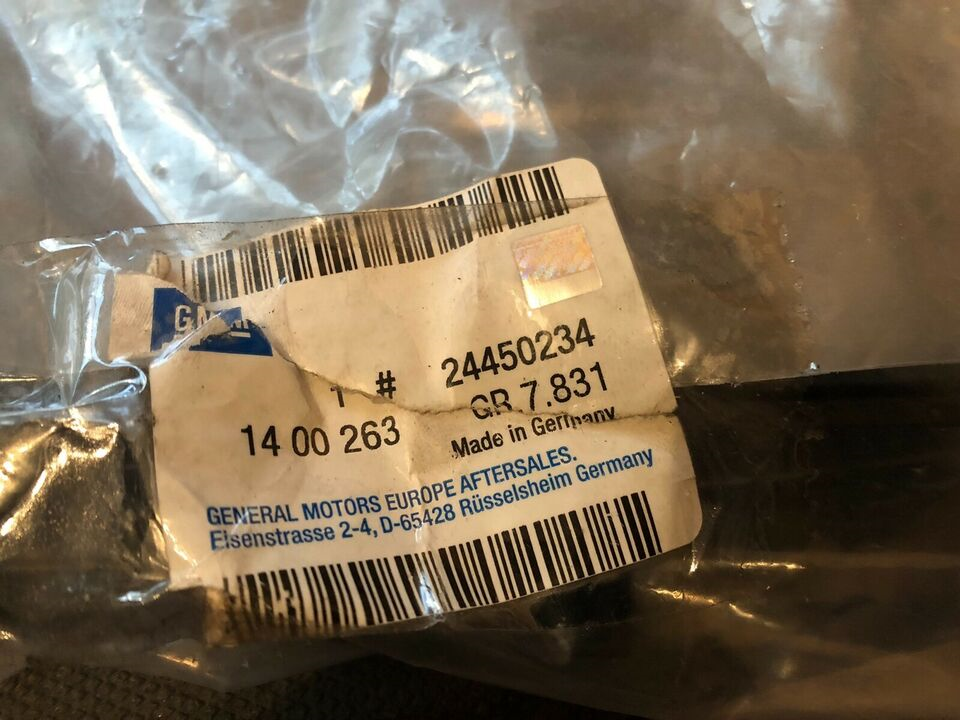 24450234
1 #
GR 7.831
14 00 263
Made in Germany
GENERAL MOTORS EUROPE AFTERSALES.
Eisenstrasse 2-4, D-65428 Rüsselsheim Germany